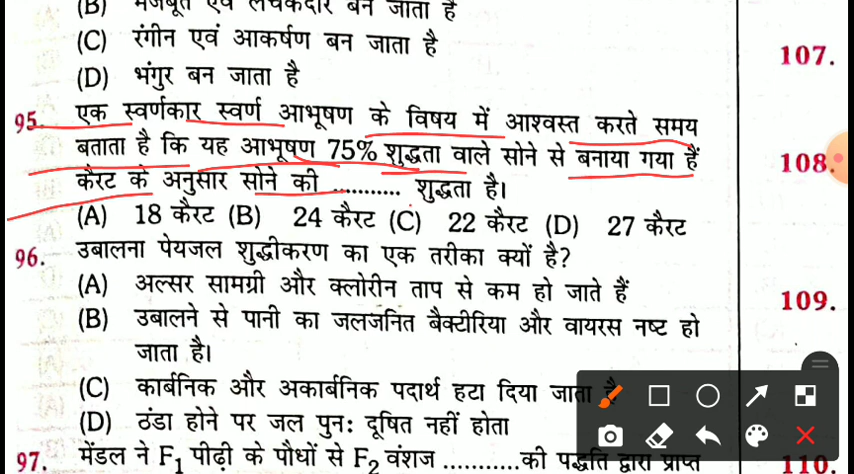 (B) मजबूत एवं लचकदार बन जाता है
(C) रंगीन एवं आकर्षण बन जाता है
(D) भंगुर बन जाता है
95. एक स्वर्णकार स्वर्ण आभूषण के विषय में आश्वस्त करते समय
बताता है कि यह आभूषण 75% शुद्धता वाले सोने से बनाया गया हैं
कैरट के अनुसार सोने की ........... शुद्धता है।
(A) 18 कैरट (B) 24 कैरट (C) 22 कैरट (D) 27 कैरट
96. उबालना पेयजल शुद्धीकरण का एक तरीका क्यों है?
(A) अल्सर सामग्री और क्लोरीन ताप से कम हो जाते हैं
(B) उबालने से पानी का जलजनित बैक्टीरिया और वायरस नष्ट हो
जाता है।
(C) कार्बनिक और अकार्बनिक पदार्थ हटा दिया जाता है
(D) ठंडा होने पर जल पुन: दूषित नहीं होता
97. मेंडल ने F₁ पीढ़ी के पौधों से F₂ वंशज ...........की पद्धति द्वारा प्राप्त
107.
108.
109.
110.